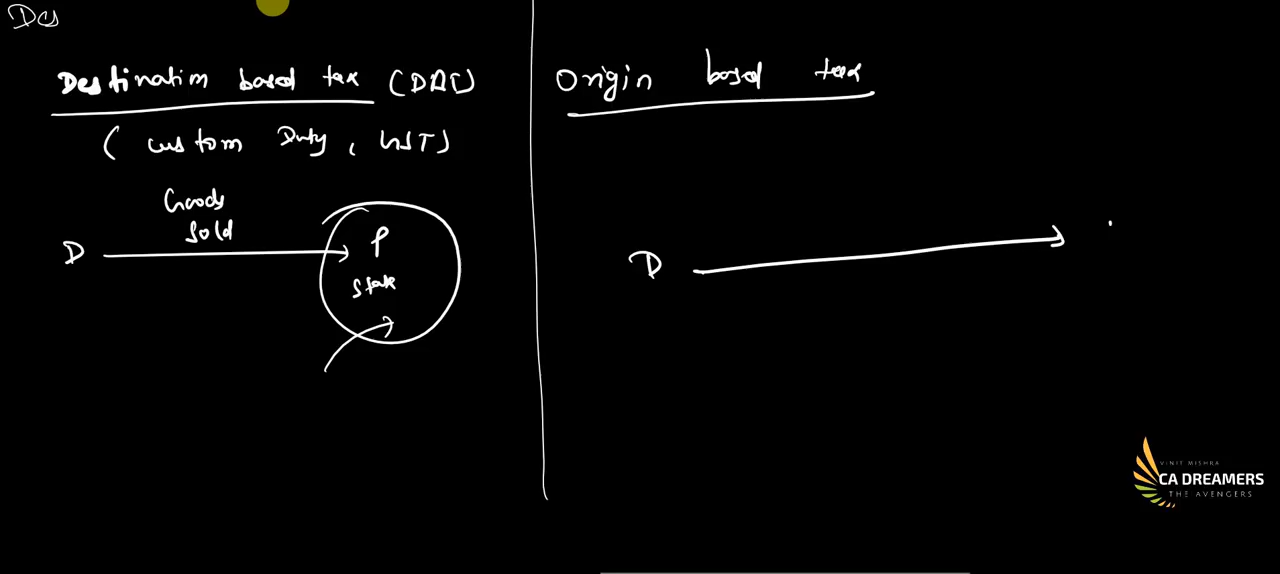 Des
Destination based tax (DBT)
( custom Duty, GST)
Goods
Sold
D
P
State
Origin based tax
D
VINIT MISHRA
CA DREAMERS
THE AVENGERS